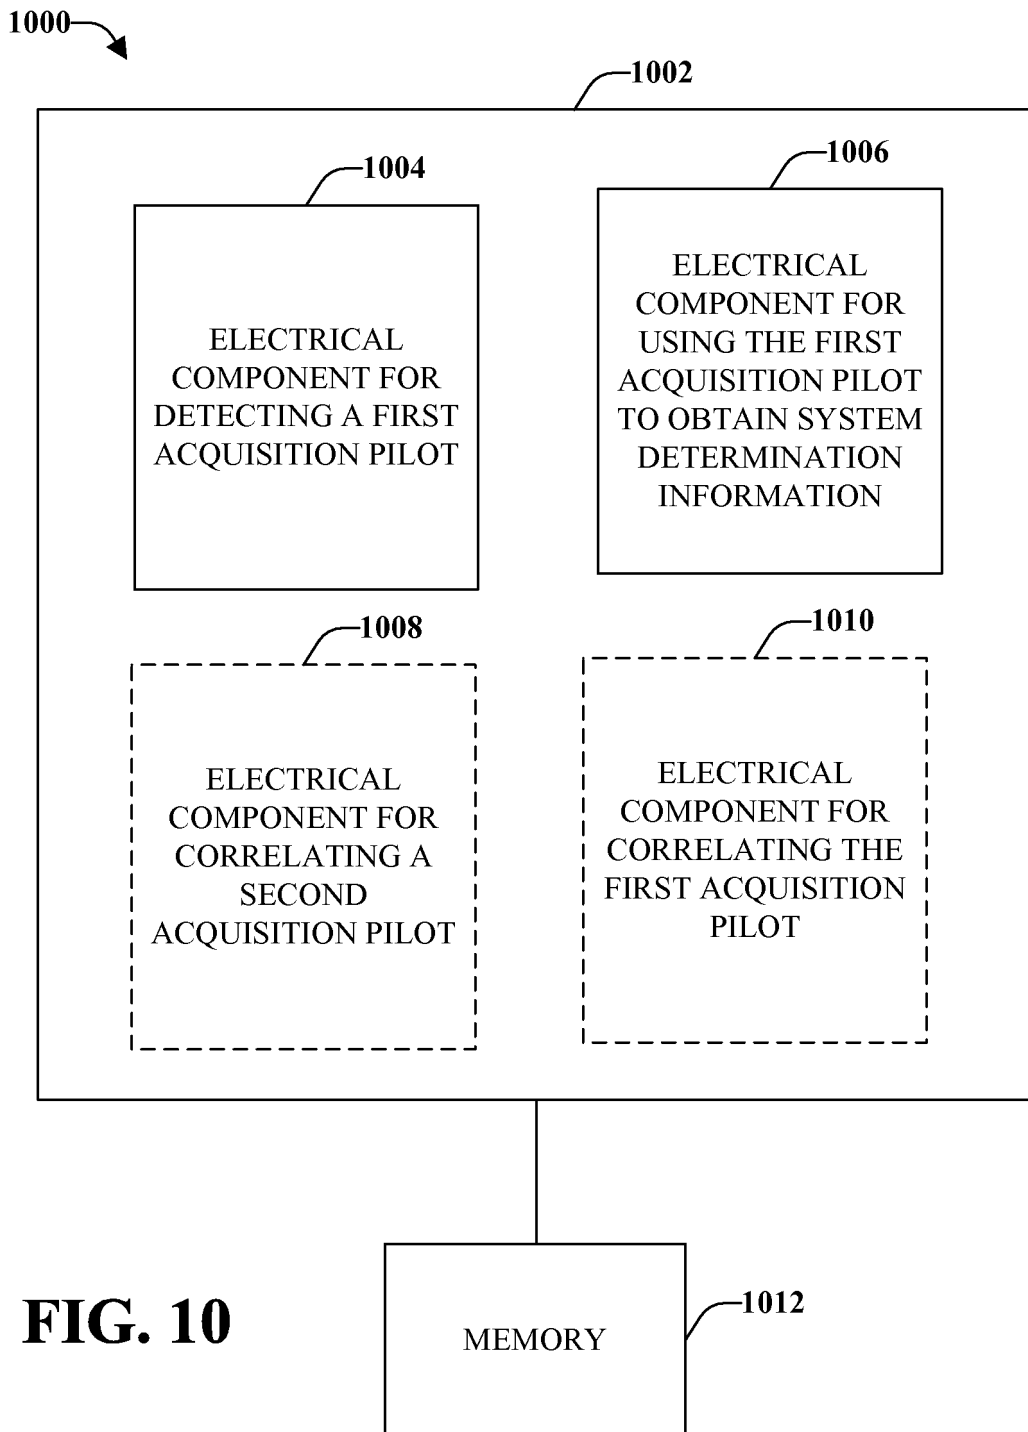 1000
1002
1004
1006
ELECTRICAL
COMPONENT FOR
DETECTING A FIRST
ACQUISITION PILOT
ELECTRICAL
COMPONENT FOR
USING THE FIRST
ACQUISITION PILOT
TO OBTAIN SYSTEM
DETERMINATION
INFORMATION
1008
1010
ELECTRICAL
COMPONENT FOR
CORRELATING A
SECOND
ACQUISITION PILOT
ELECTRICAL
COMPONENT FOR
CORRELATING THE
FIRST ACQUISITION
PILOT
FIG. 10
MEMORY
1012